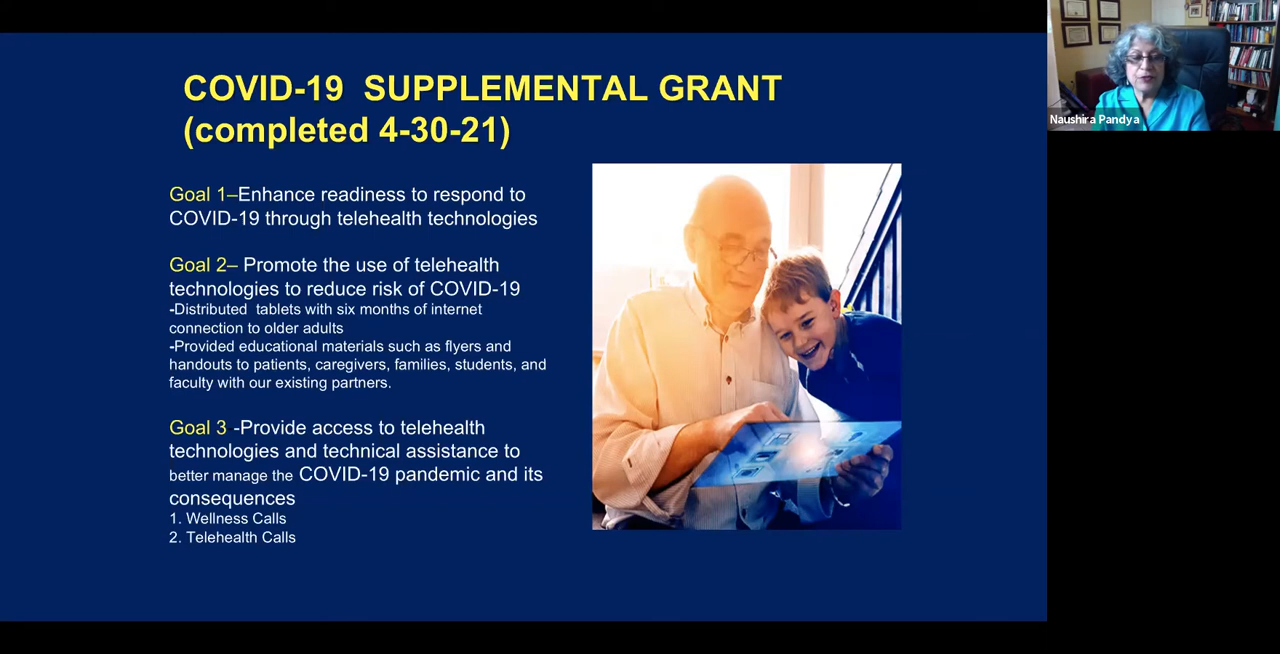 COVID-19 SUPPLEMENTAL GRANT
(completed 4-30-21)
Goal 1–Enhance readiness to respond to
COVID-19 through telehealth technologies
Goal 2– Promote the use of telehealth
technologies to reduce risk of COVID-19
-Distributed tablets with six months of internet
connection to older adults
-Provided educational materials such as flyers and
handouts to patients, caregivers, families, students, and
faculty with our existing partners.
Goal 3 -Provide access to telehealth
technologies and technical assistance to
better manage the COVID-19 pandemic and its
consequences
1. Wellness Calls
2. Telehealth Calls
Naushira Pandya